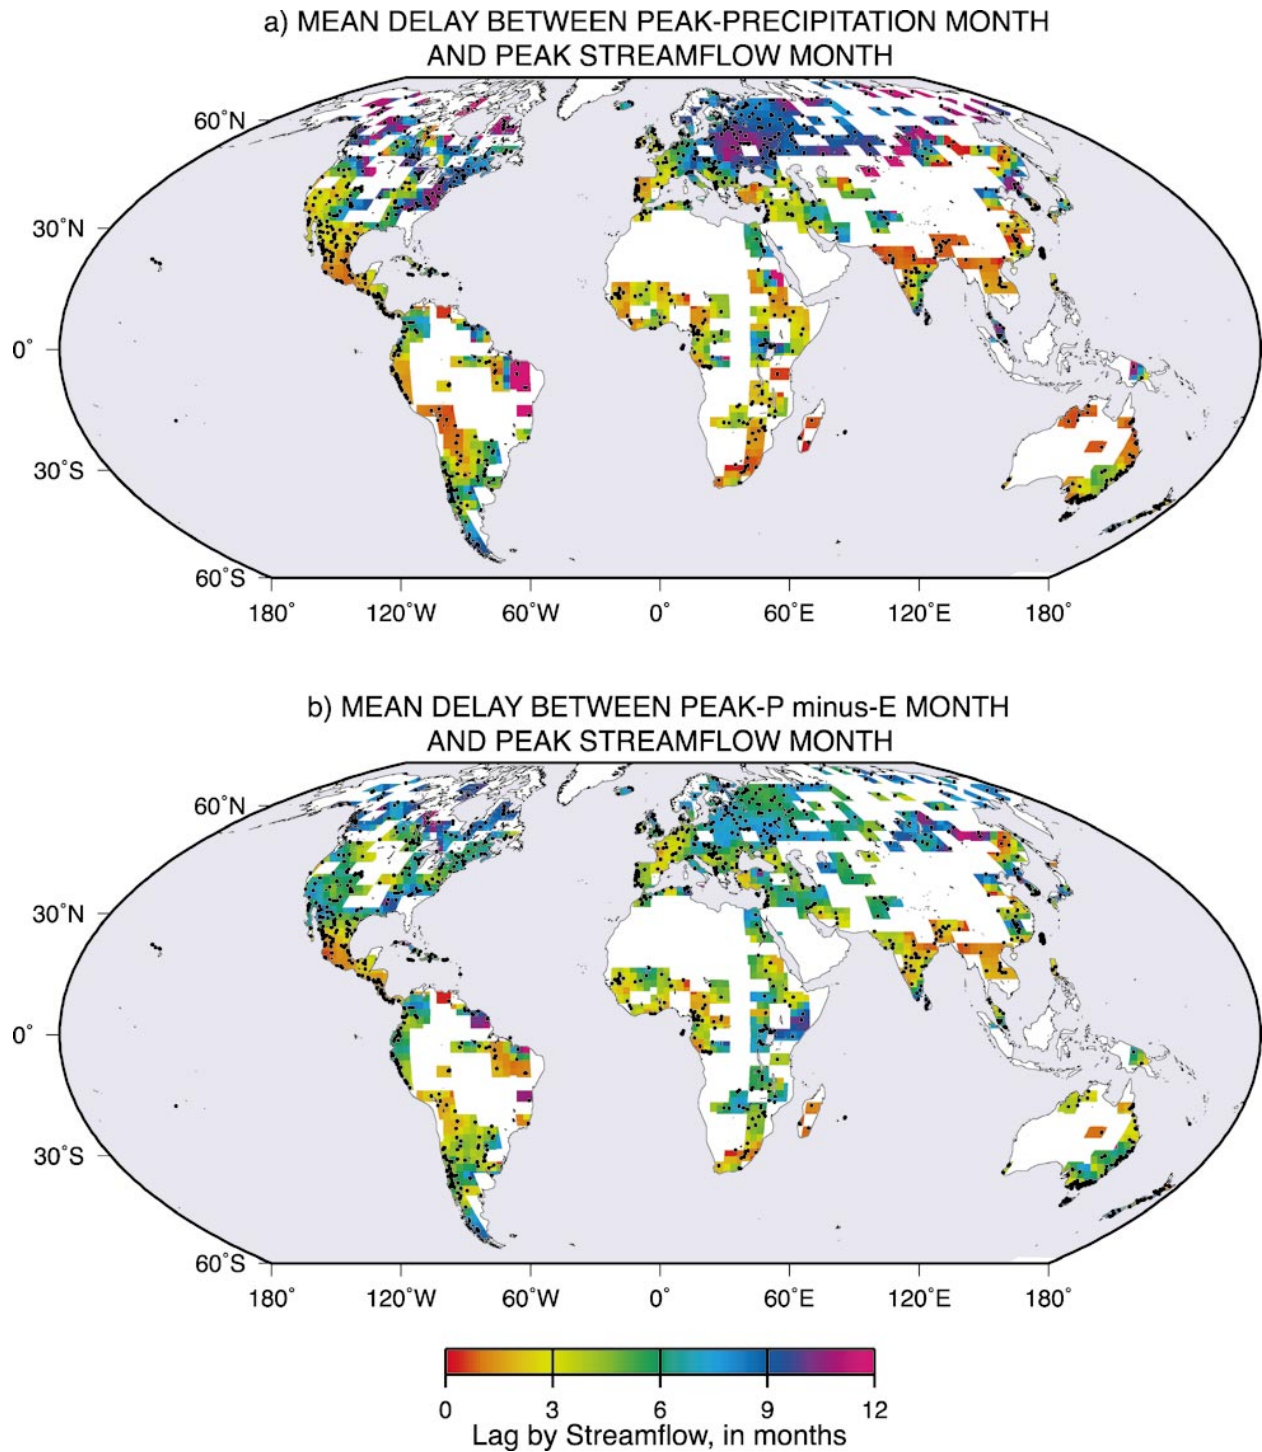 a) MEAN DELAY BETWEEN PEAK-PRECIPITATION MONTH
AND PEAK STREAMFLOW MONTH
60˚N
30˚N
0˚
30˚S
60˚S
180˚ 120˚W 60˚W 0˚ 60˚E 120˚E 180˚
b) MEAN DELAY BETWEEN PEAK-P minus-E MONTH
AND PEAK STREAMFLOW MONTH
60˚N
30˚N
0˚
30˚S
60˚S
180˚ 120˚W 60˚W 0˚ 60˚E 120˚E 180˚
0 3 6 9 12
Lag by Streamflow, in months